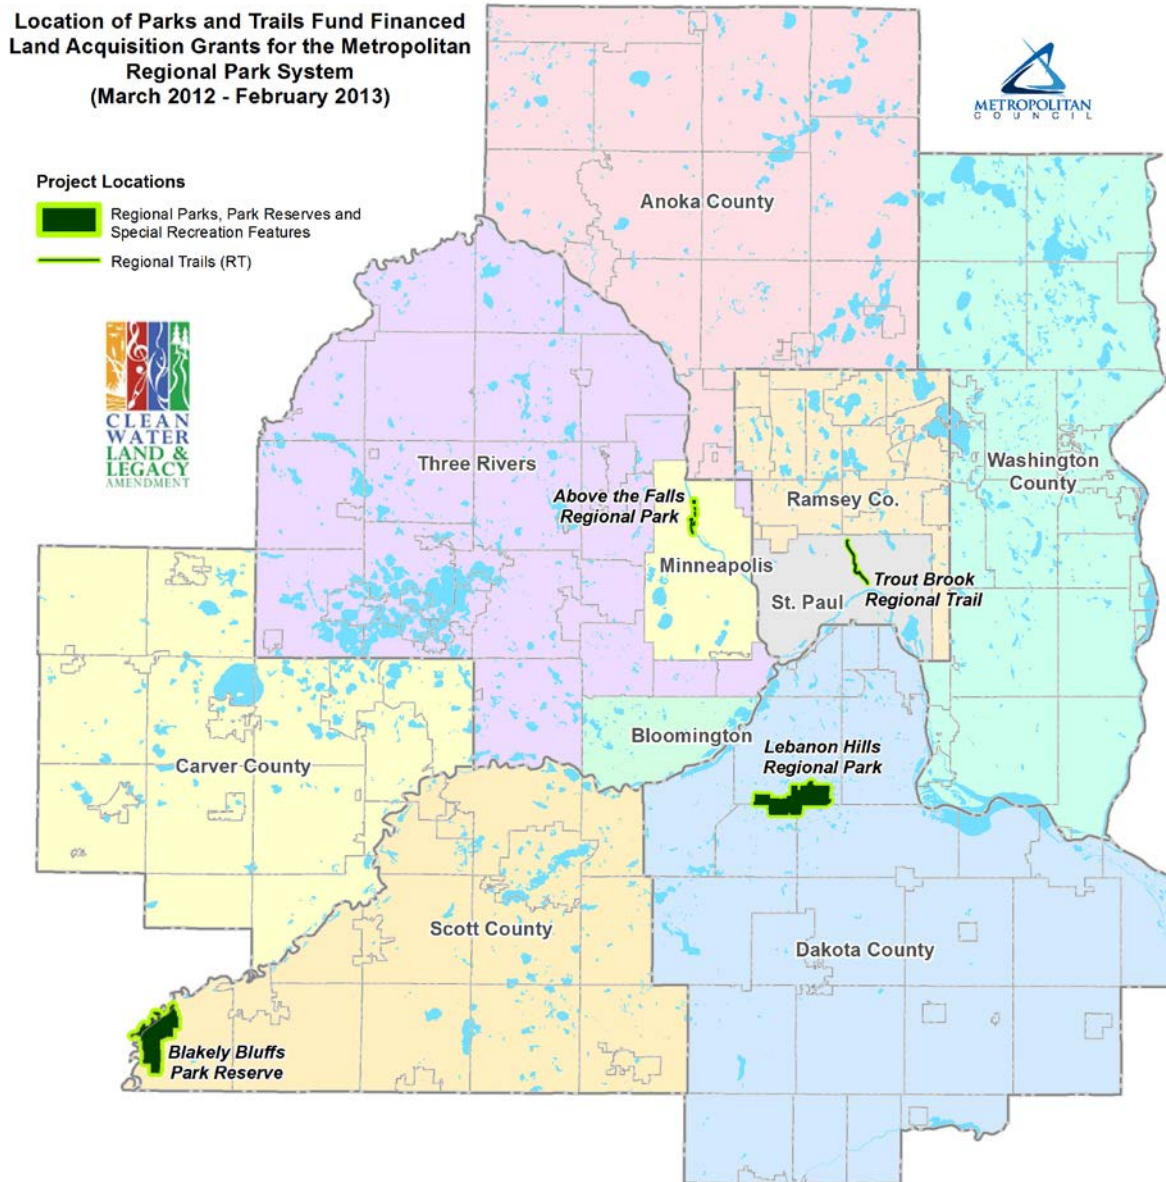 Location of Parks and Trails Fund Financed
Land Acquisition Grants for the Metropolitan
Regional Park System
(March 2012 - February 2013)
METROPOLITAN
COUNCIL
Project Locations
Regional Parks, Park Reserves and
Special Recreation Features
Regional Trails (RT)
CLEAN
WATER
LAND &
LEGACY
AMENDMENT
Anoka County
Three Rivers
Washington
County
Above the Falls
Regional Park
Ramsey Co.
Minneapolis
Trout Brook
Regional Trail
St. Paul
Bloomington
Lebanon Hills
Regional Park
Carver County
Scott County
Dakota County
Blakely Bluffs
Park Reserve